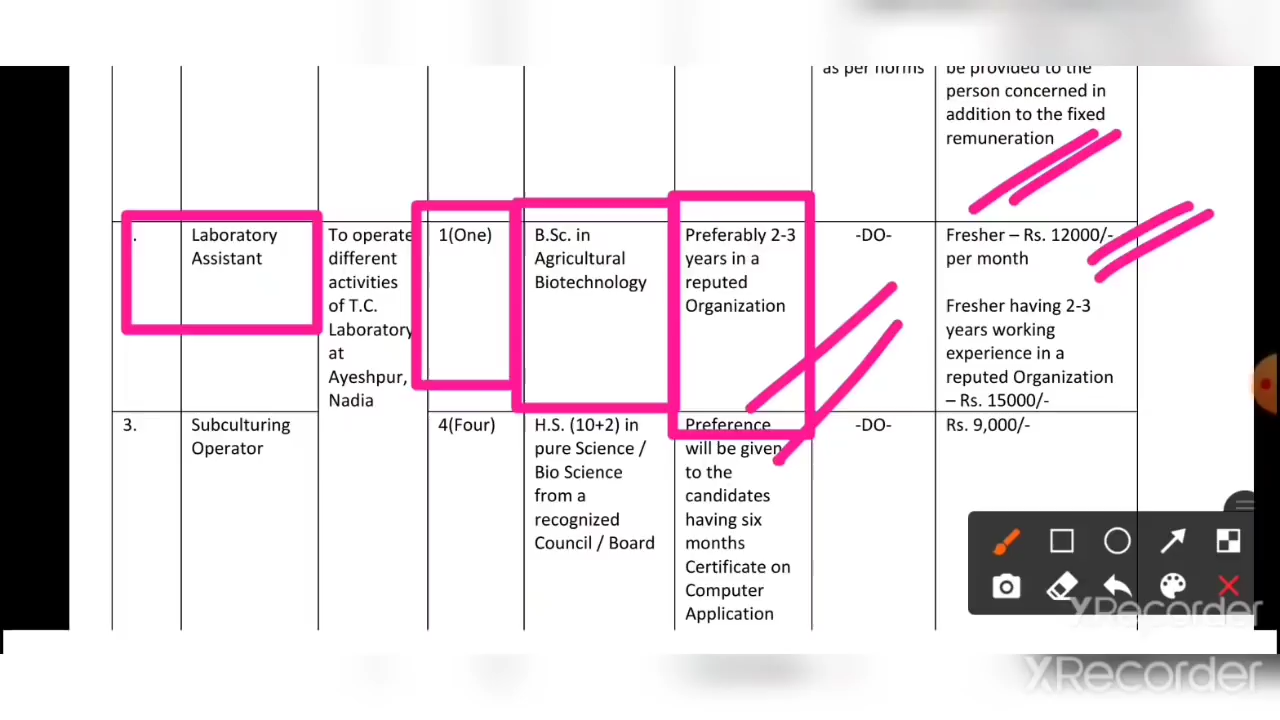 as per norms
be provided to the
person concerned in
addition to the fixed
remuneration
.
Laboratory
Assistant
To operate
different
activities
of T.C.
Laboratory
at
Ayeshpur,
Nadia
1(One)
B.Sc. in
Agricultural
Biotechnology
Preferably 2-3
years in a
reputed
Organization
-DO-
Fresher – Rs. 12000/-
per month
Fresher having 2-3
years working
experience in a
reputed Organization
– Rs. 15000/-
3.
Subculturing
Operator
4(Four)
H.S. (10+2) in
pure Science /
Bio Science
from a
recognized
Council / Board
Preference
will be given
to the
candidates
having six
months
Certificate on
Computer
Application
-DO-
Rs. 9,000/-
XRecorder
XRecorder